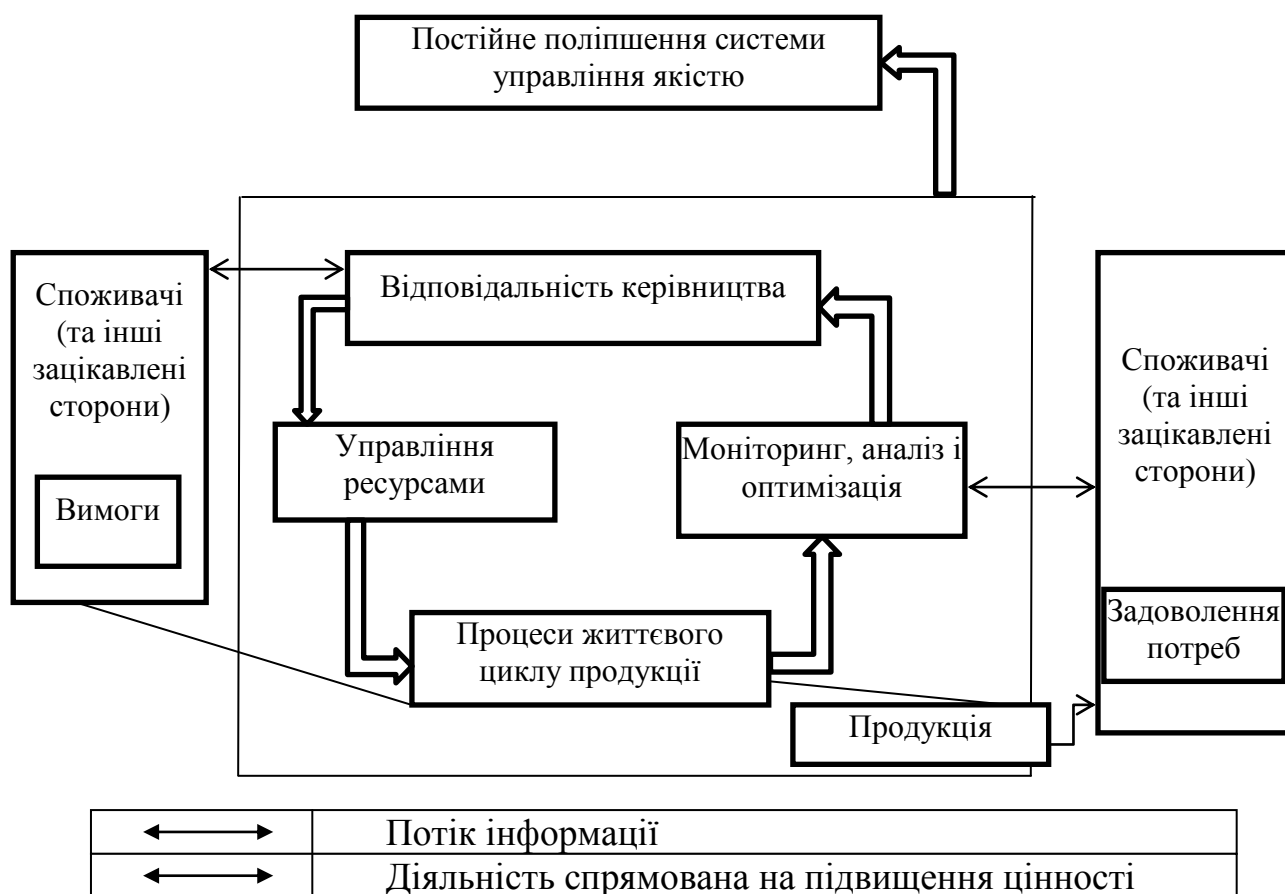 Постійне поліпшення системи
управління якістю
Відповідальність керівництва
Споживачі
(та інші
зацікавлені
сторони)
Вимоги
Управління
ресурсами
Моніторинг, аналіз і
оптимізація
Споживачі
(та інші
зацікавлені
сторони)
Задоволення
потреб
Процеси життєвого
циклу продукції
Продукція
Потік інформації
Діяльність спрямована на підвищення цінності